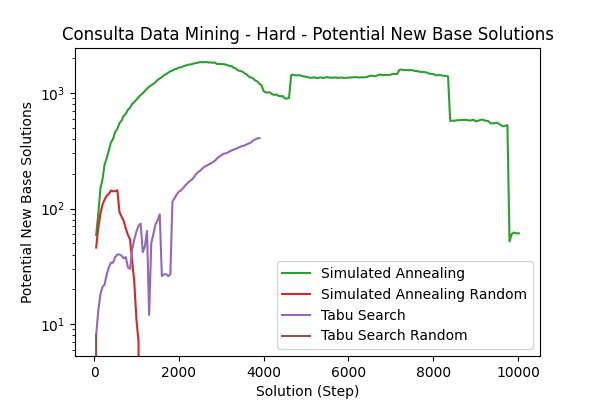 Consulta Data Mining - Hard - Potential New Base Solutions
Potential New Base Solutions
10³
10²
10¹
Simulated Annealing
Simulated Annealing Random
Tabu Search
Tabu Search Random
0 2000 4000 6000 8000 10000
Solution (Step)